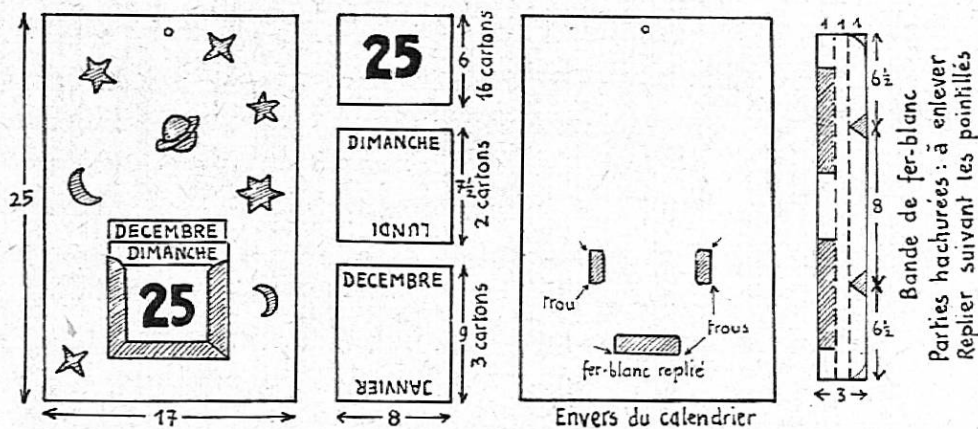 25
DECEMBRE
DIMANCHE
25
17
25
6
16 cartons
DIMANCHE
LUNDI
7½
2 cartons
DECEMBRE
JANVIER
9
3 cartons
8
Trou
Trous
fer-blanc replié
Envers du calendrier
1 1 1
6½
8
6½
3
Bande de fer-blanc
Parties hachurées : à enlever
Replier suivant les pointillés